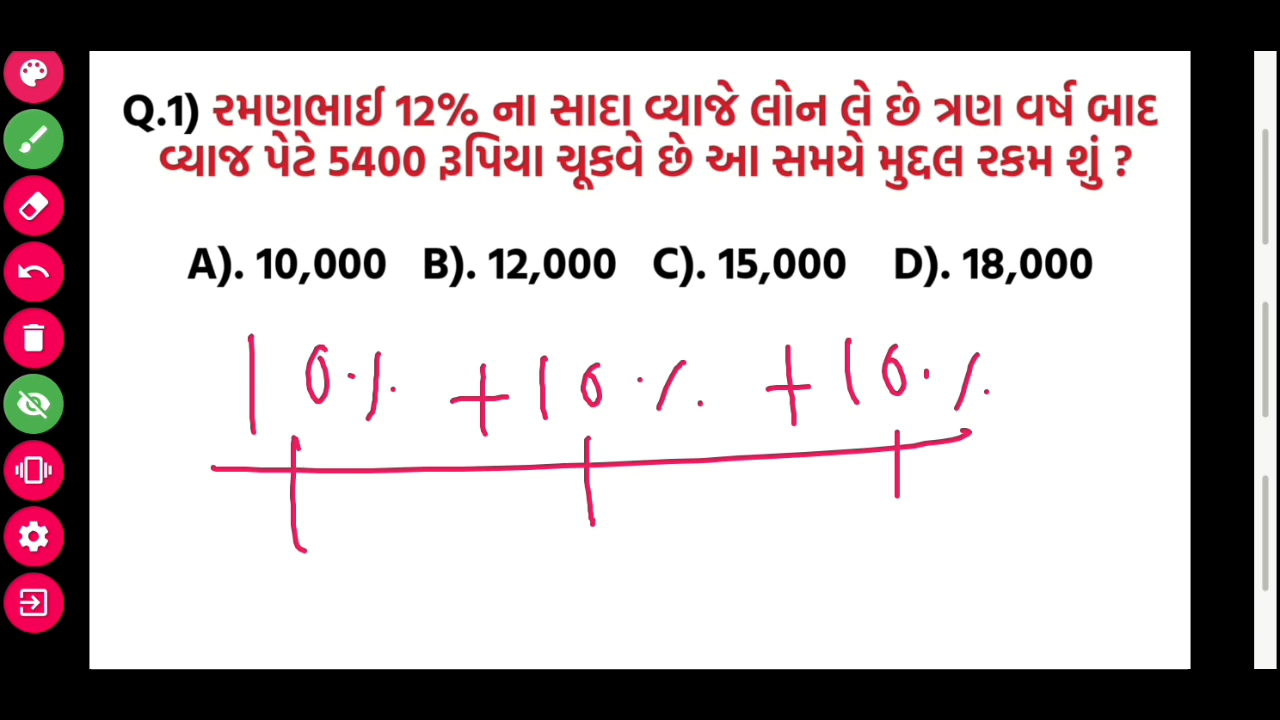 Q.1) રમણભાઈ 12% ના સાદા વ્યાજે લોન લે છે ત્રણ વર્ષ બાદ
વ્યાજ પેટે 5400 રૂપિયા ચૂકવે છે આ સમયે મુદ્દલ રકમ શું ?
A). 10,000 B). 12,000 C). 15,000 D). 18,000
10% + 10% + 10%